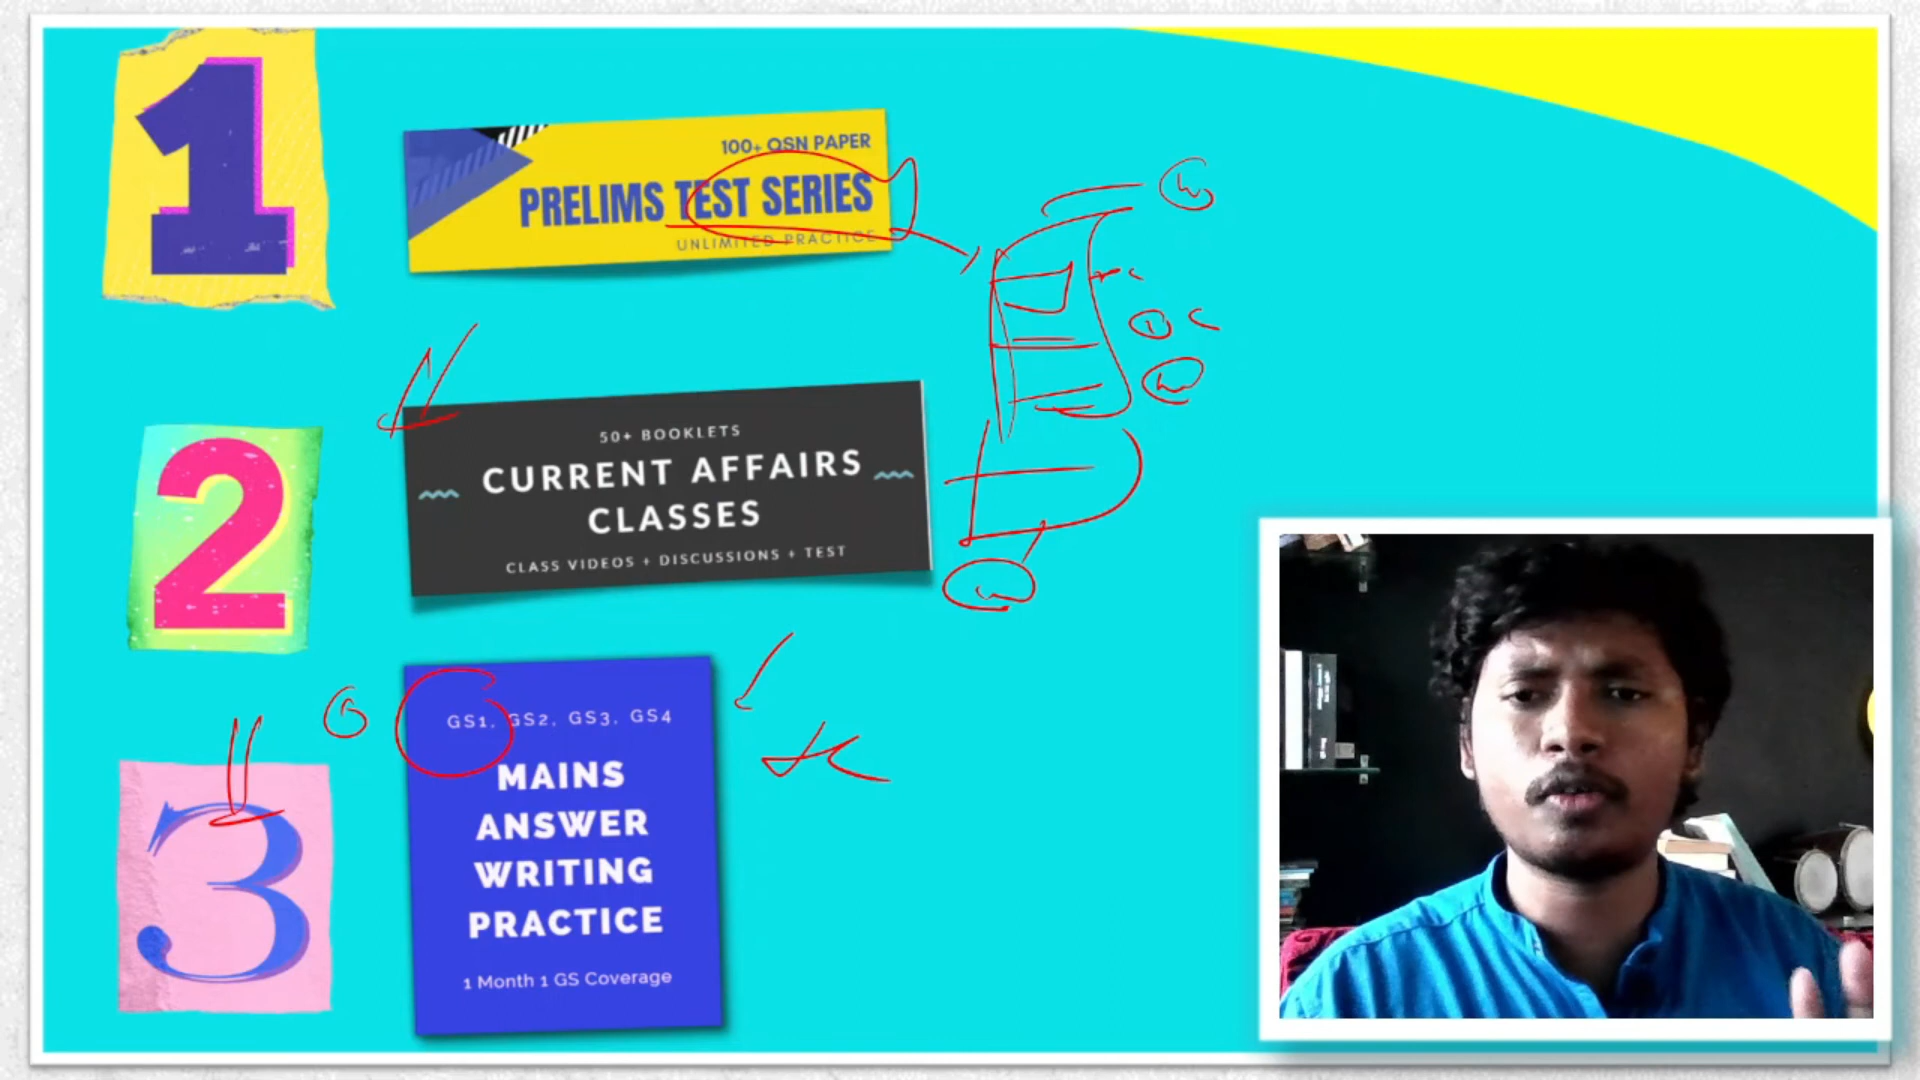 1
100+ QSN PAPER
PRELIMS TEST SERIES
UNLIMITED PRACTICE
2
50+ BOOKLETS
CURRENT AFFAIRS
CLASSES
CLASS VIDEOS + DISCUSSIONS + TEST
3
GS1, GS2, GS3, GS4
MAINS
ANSWER
WRITING
PRACTICE
1 Month 1 GS Coverage